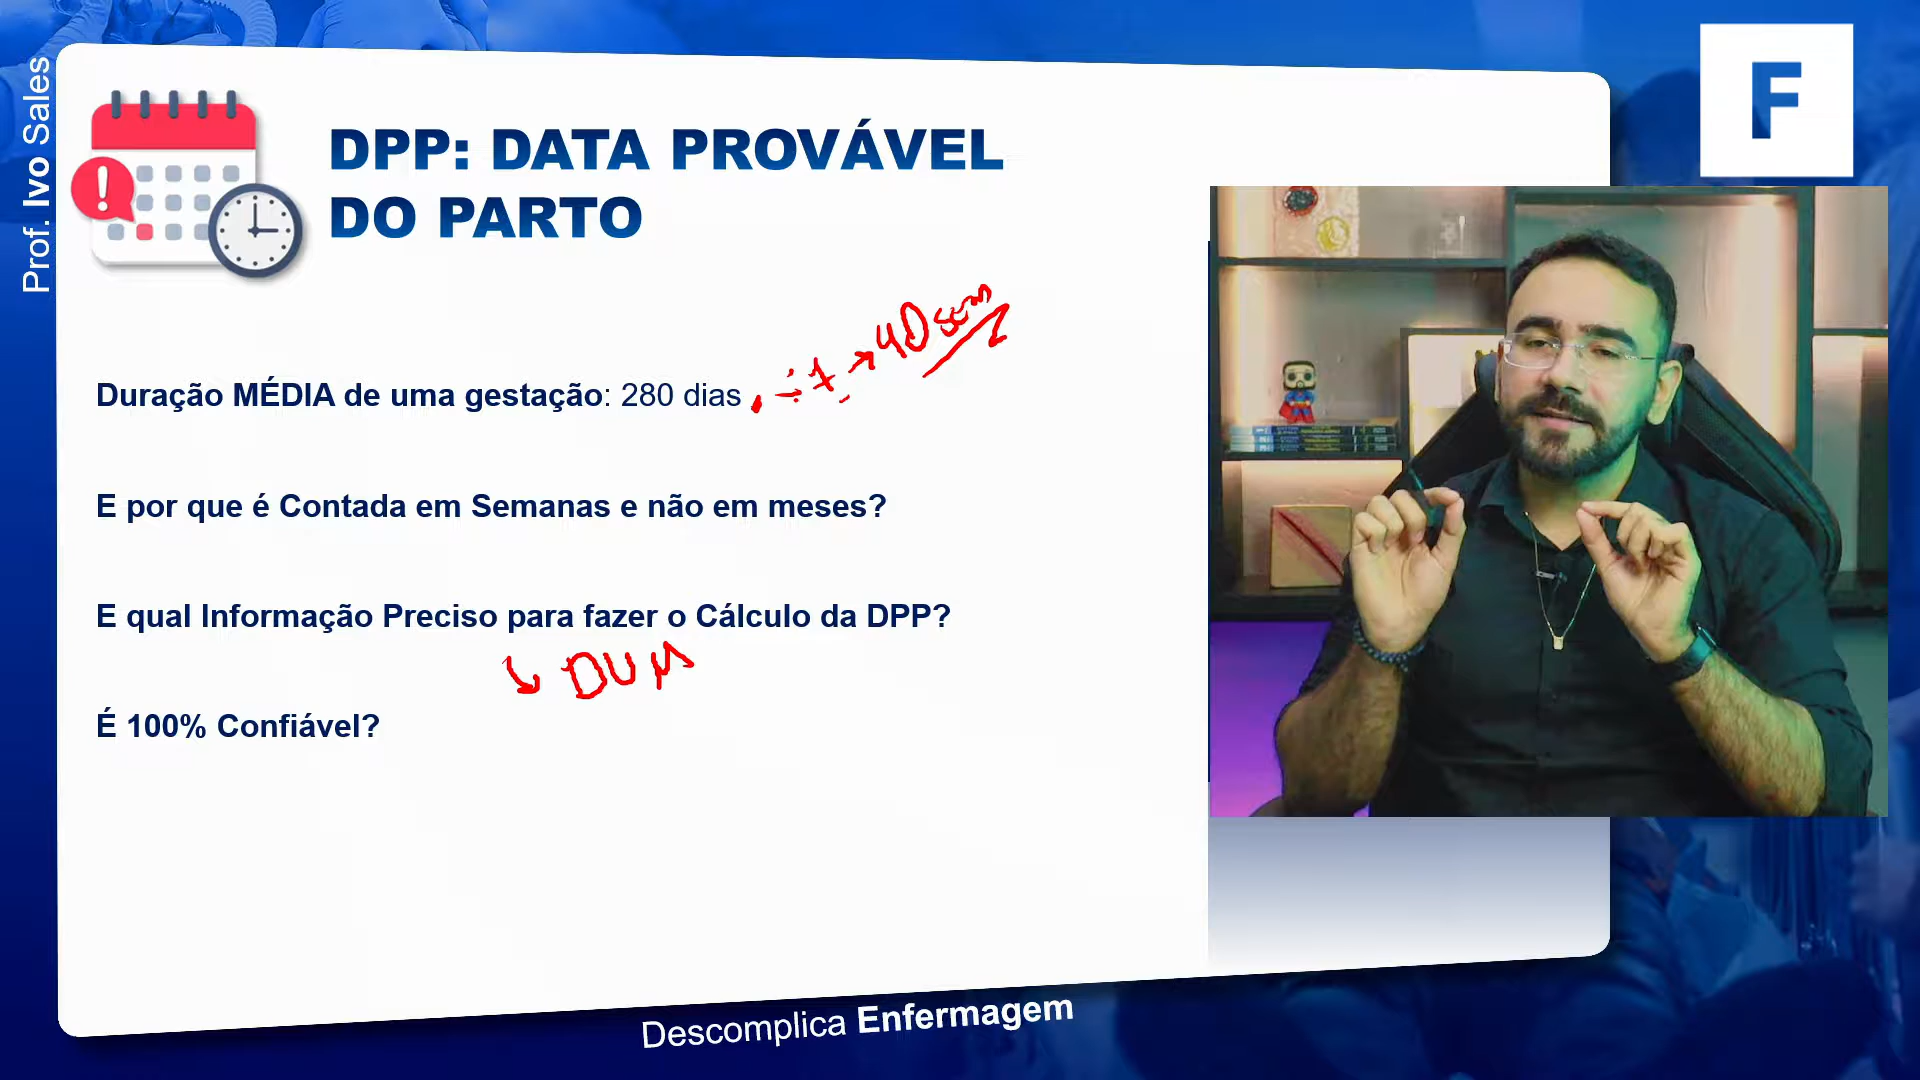 Prof. Ivo Sales
F
DPP: DATA PROVÁVEL
DO PARTO
Duração MÉDIA de uma gestação: 280 dias ÷ 7 → 40 sem
E por que é Contada em Semanas e não em meses?
E qual Informação Preciso para fazer o Cálculo da DPP?
DUM
É 100% Confiável?
Descomplica Enfermagem